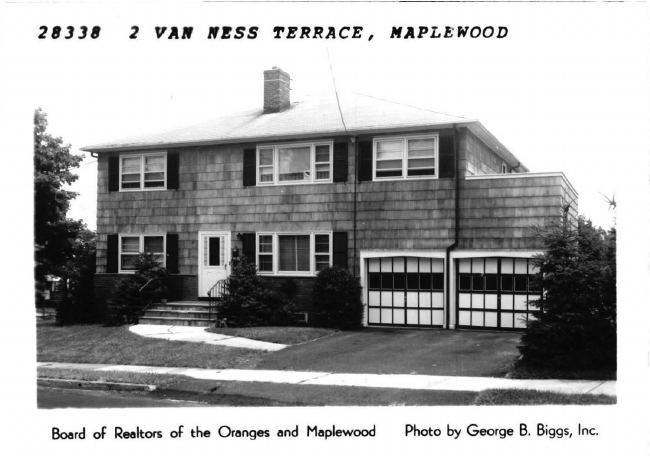 28338 2 VAN NESS TERRACE, MAPLEWOOD
Board of Realtors of the Oranges and Maplewood Photo by George B. Biggs, Inc.